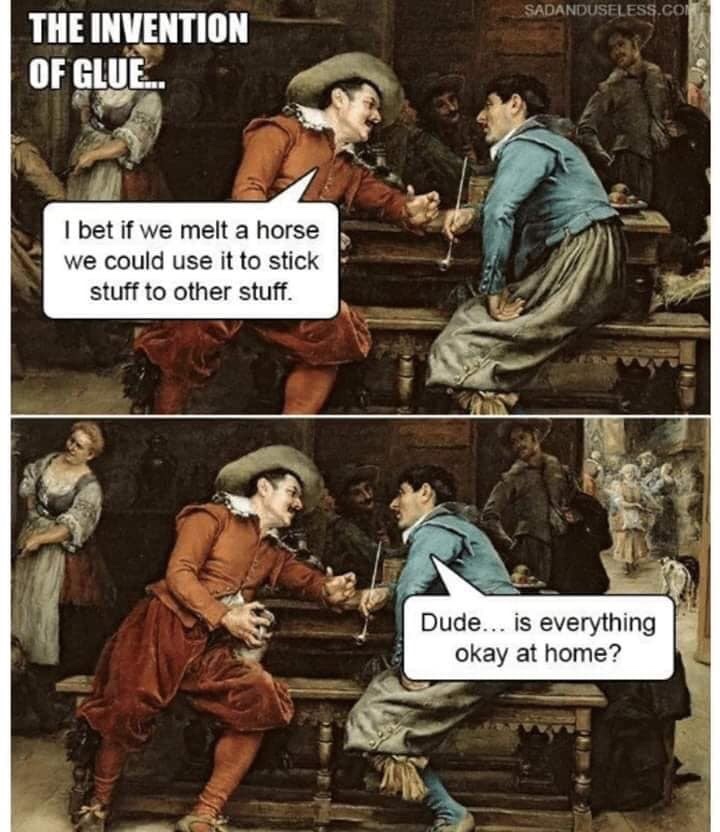 SADANDUSELESS.COM
THE INVENTION
OF GLUE...
I bet if we melt a horse
we could use it to stick
stuff to other stuff.
Dude... is everything
okay at home?